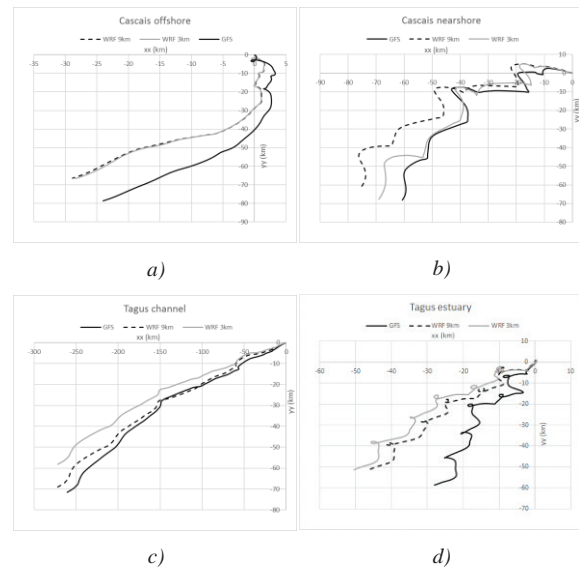 Cascais offshore
WRF 9km WRF 3km GFS
xx (km)
-35 -30 -25 -20 -15 -10 -5 0 5
10
0
-10
-20
-30
-40
-50
-60
-70
-80
-90
yy (km)
a)
Cascais nearshore
GFS WRF 9km WRF 3km
xx (km)
-100 -80 -60 -40 -20 0
20
10
0
-10
-20
-30
-40
-50
-60
-70
-80
yy (km)
b)
Tagus channel
GFS WRF 9km WRF 3km
xx (km)
-300 -250 -200 -150 -100 -50 0
0
-10
-20
-30
-40
-50
-60
-70
-80
yy (km)
c)
Tagus estuary
GFS WRF 9km WRF 3km
xx (km)
-60 -50 -40 -30 -20 -10 0 10
10
0
-10
-20
-30
-40
-50
-60
-70
yy (km)
d)